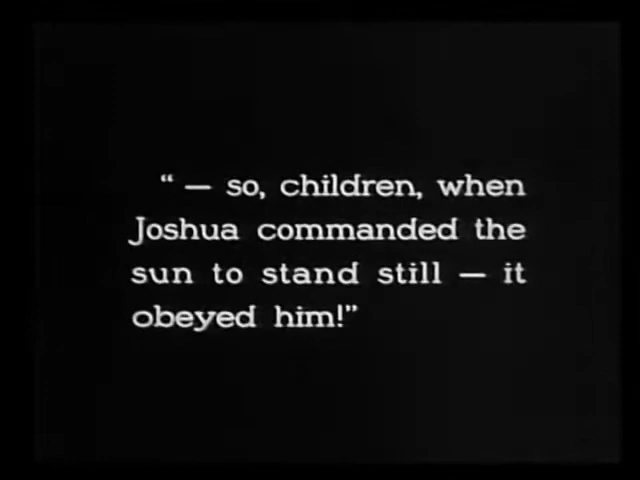 “ — so, children, when
Joshua commanded the
sun to stand still — it
obeyed him!”